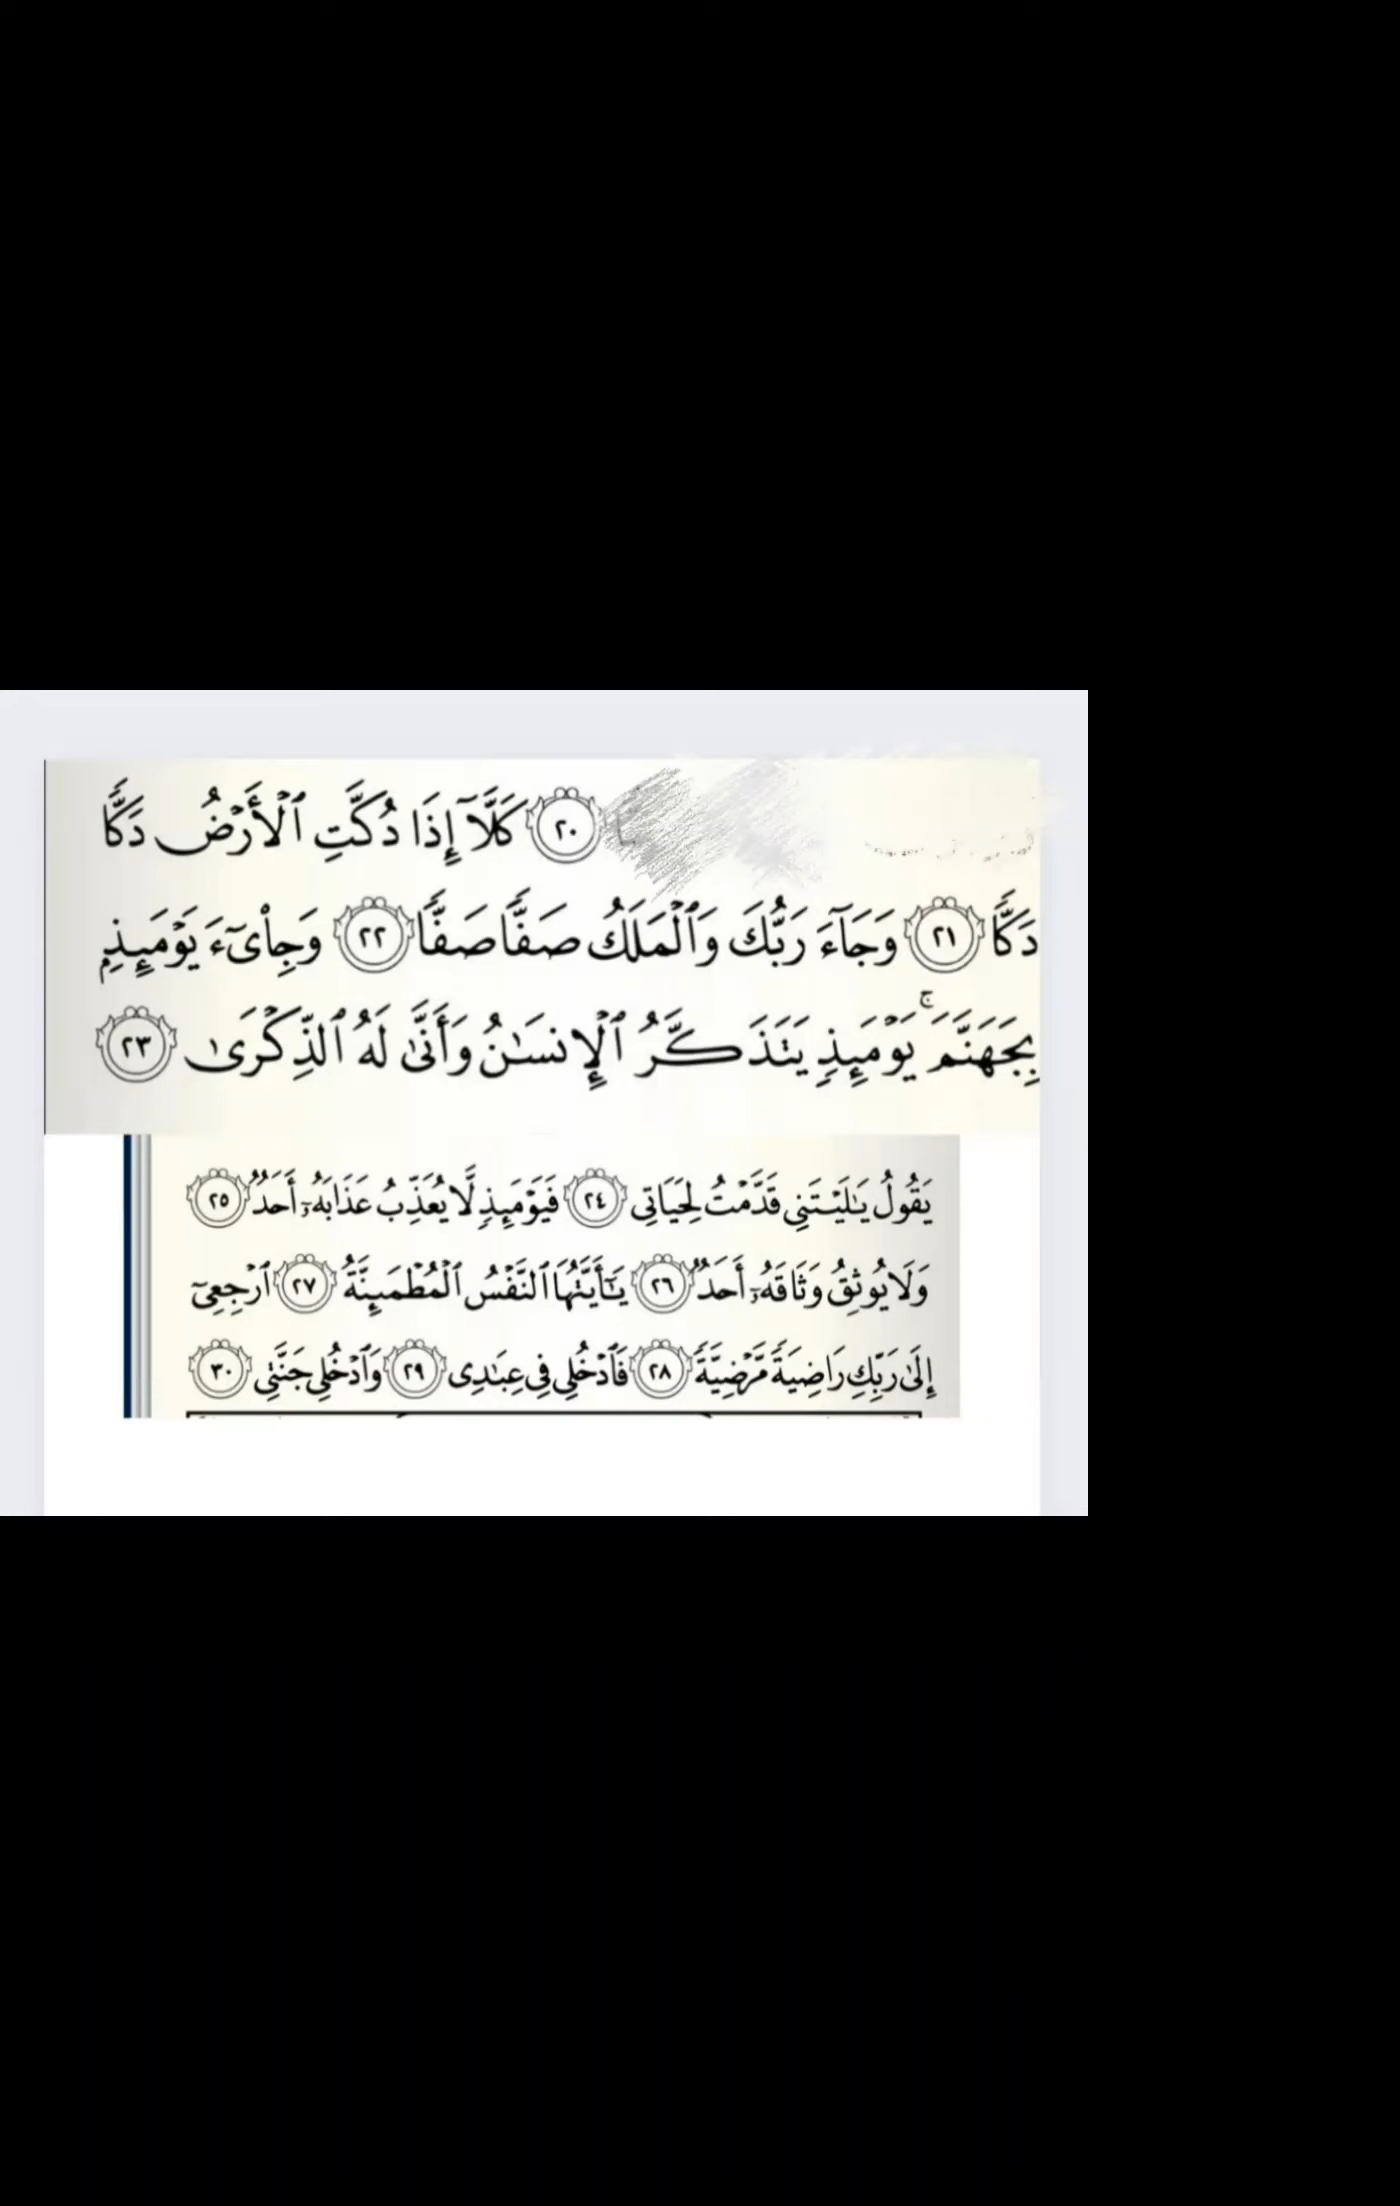 ٢٠ كَلَّآ إِذَا دُكَّتِ ٱلْأَرْضُ دَكًّا
دَكًّا ٢١ وَجَآءَ رَبُّكَ وَٱلْمَلَكُ صَفًّا صَفًّا ٢٢ وَجِا۟ىٓءَ يَوْمَئِذِۭ
بِجَهَنَّمَ ۚ يَوْمَئِذٍ يَتَذَكَّرُ ٱلْإِنسَـٰنُ وَأَنَّىٰ لَهُ ٱلذِّكْرَىٰ ٢٣
يَقُولُ يَـٰلَيْتَنِى قَدَّمْتُ لِحَيَاتِى ٢٤ فَيَوْمَئِذٍ لَّا يُعَذِّبُ عَذَابَهُۥٓ أَحَدٌ ٢٥
وَلَا يُوثِقُ وَثَاقَهُۥٓ أَحَدٌ ٢٦ يَـٰٓأَيَّتُهَا ٱلنَّفْسُ ٱلْمُطْمَئِنَّةُ ٢٧ ٱرْجِعِىٓ
إِلَىٰ رَبِّكِ رَاضِيَةً مَّرْضِيَّةً ٢٨ فَٱدْخُلِى فِى عِبَـٰدِى ٢٩ وَٱدْخُلِى جَنَّتِى ٣٠